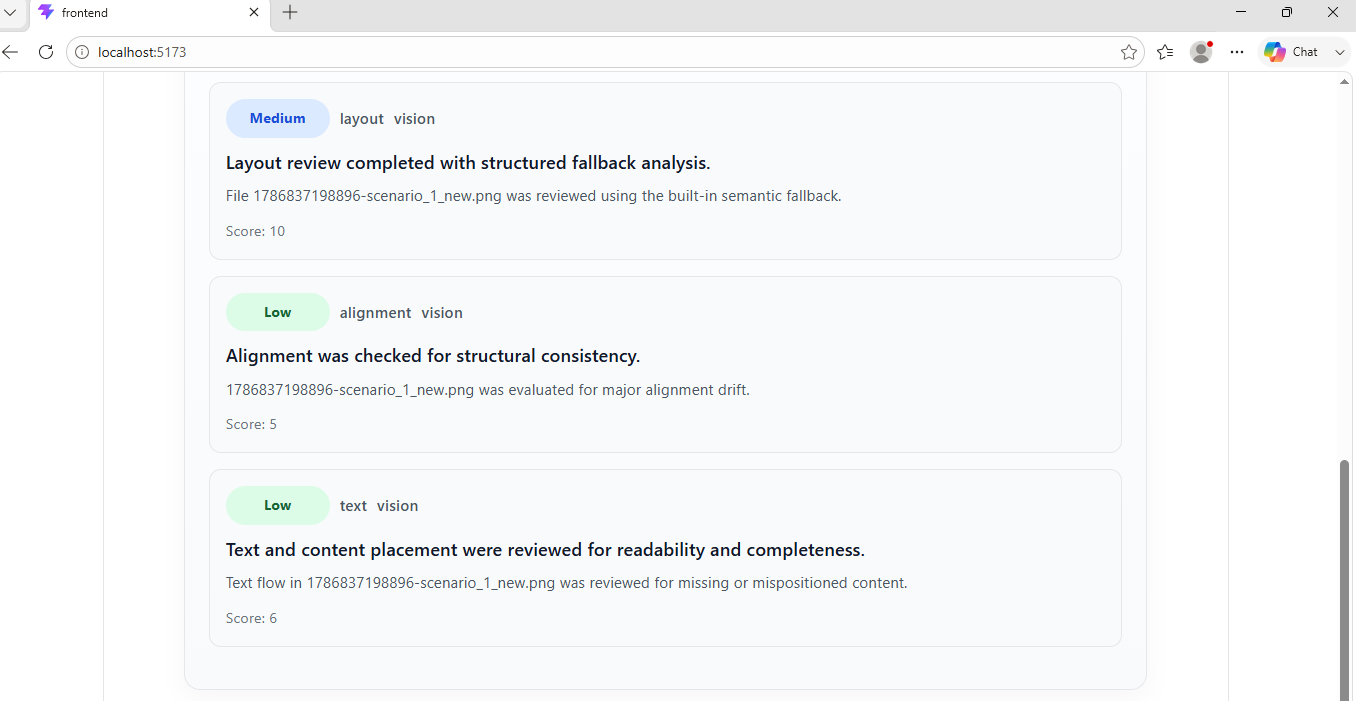 frontend
localhost:5173
Chat
Medium layout vision
Layout review completed with structured fallback analysis.
File 1786837198896-scenario_1_new.png was reviewed using the built-in semantic fallback.
Score: 10
Low alignment vision
Alignment was checked for structural consistency.
1786837198896-scenario_1_new.png was evaluated for major alignment drift.
Score: 5
Low text vision
Text and content placement were reviewed for readability and completeness.
Text flow in 1786837198896-scenario_1_new.png was reviewed for missing or mispositioned content.
Score: 6